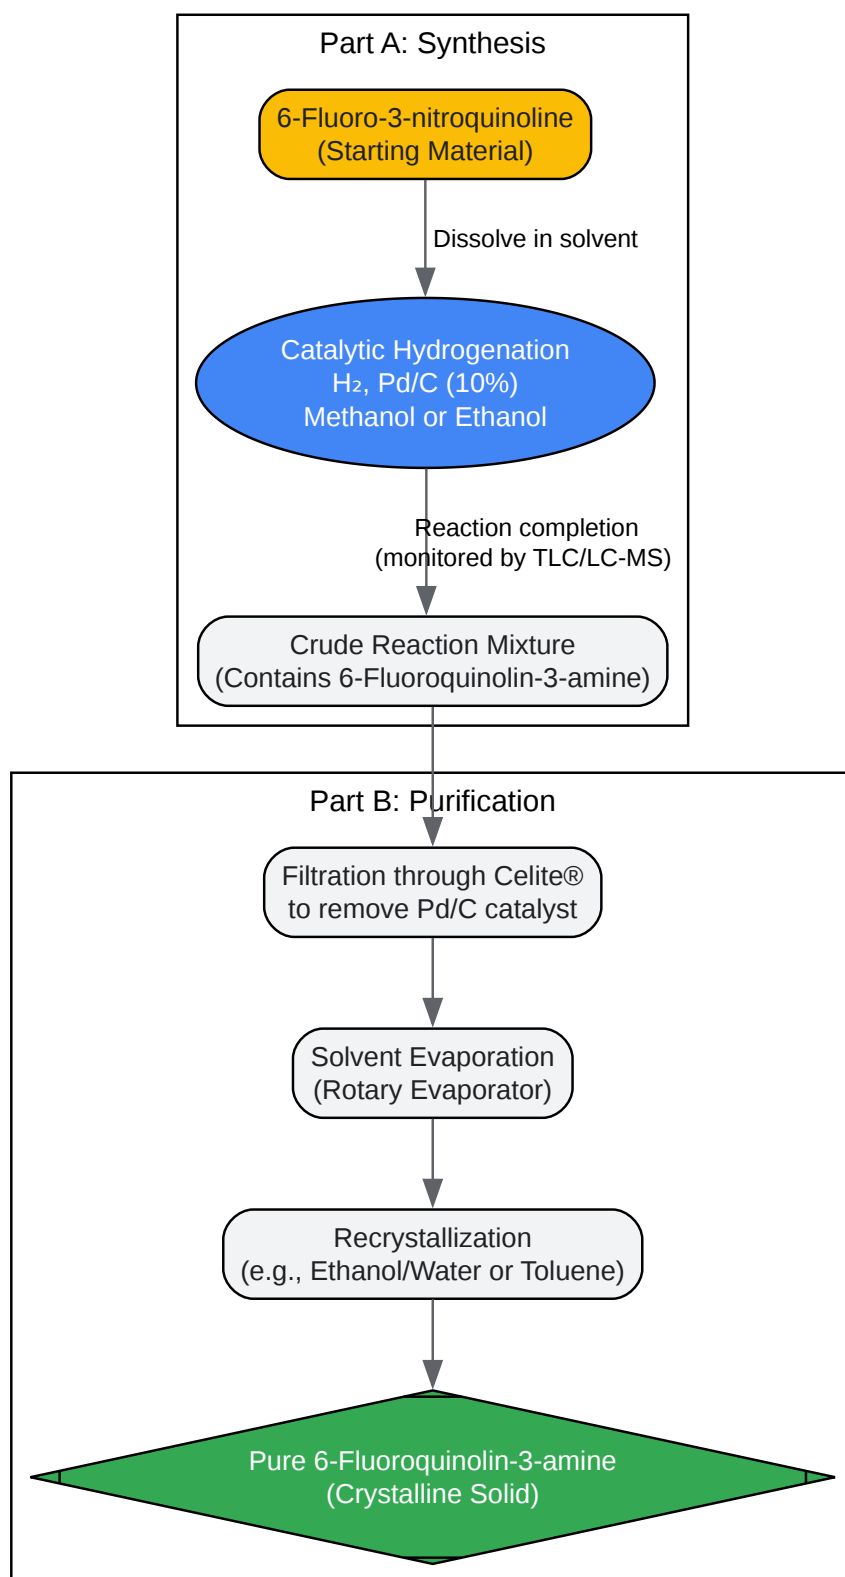 Part A: Synthesis
6-Fluoro-3-nitroquinoline
(Starting Material)
Dissolve in solvent
Catalytic Hydrogenation
H₂, Pd/C (10%)
Methanol or Ethanol
Reaction completion
(monitored by TLC/LC-MS)
Crude Reaction Mixture
(Contains 6-Fluoroquinolin-3-amine)
Part B: Purification
Filtration through Celite®
to remove Pd/C catalyst
Solvent Evaporation
(Rotary Evaporator)
Recrystallization
(e.g., Ethanol/Water or Toluene)
Pure 6-Fluoroquinolin-3-amine
(Crystalline Solid)